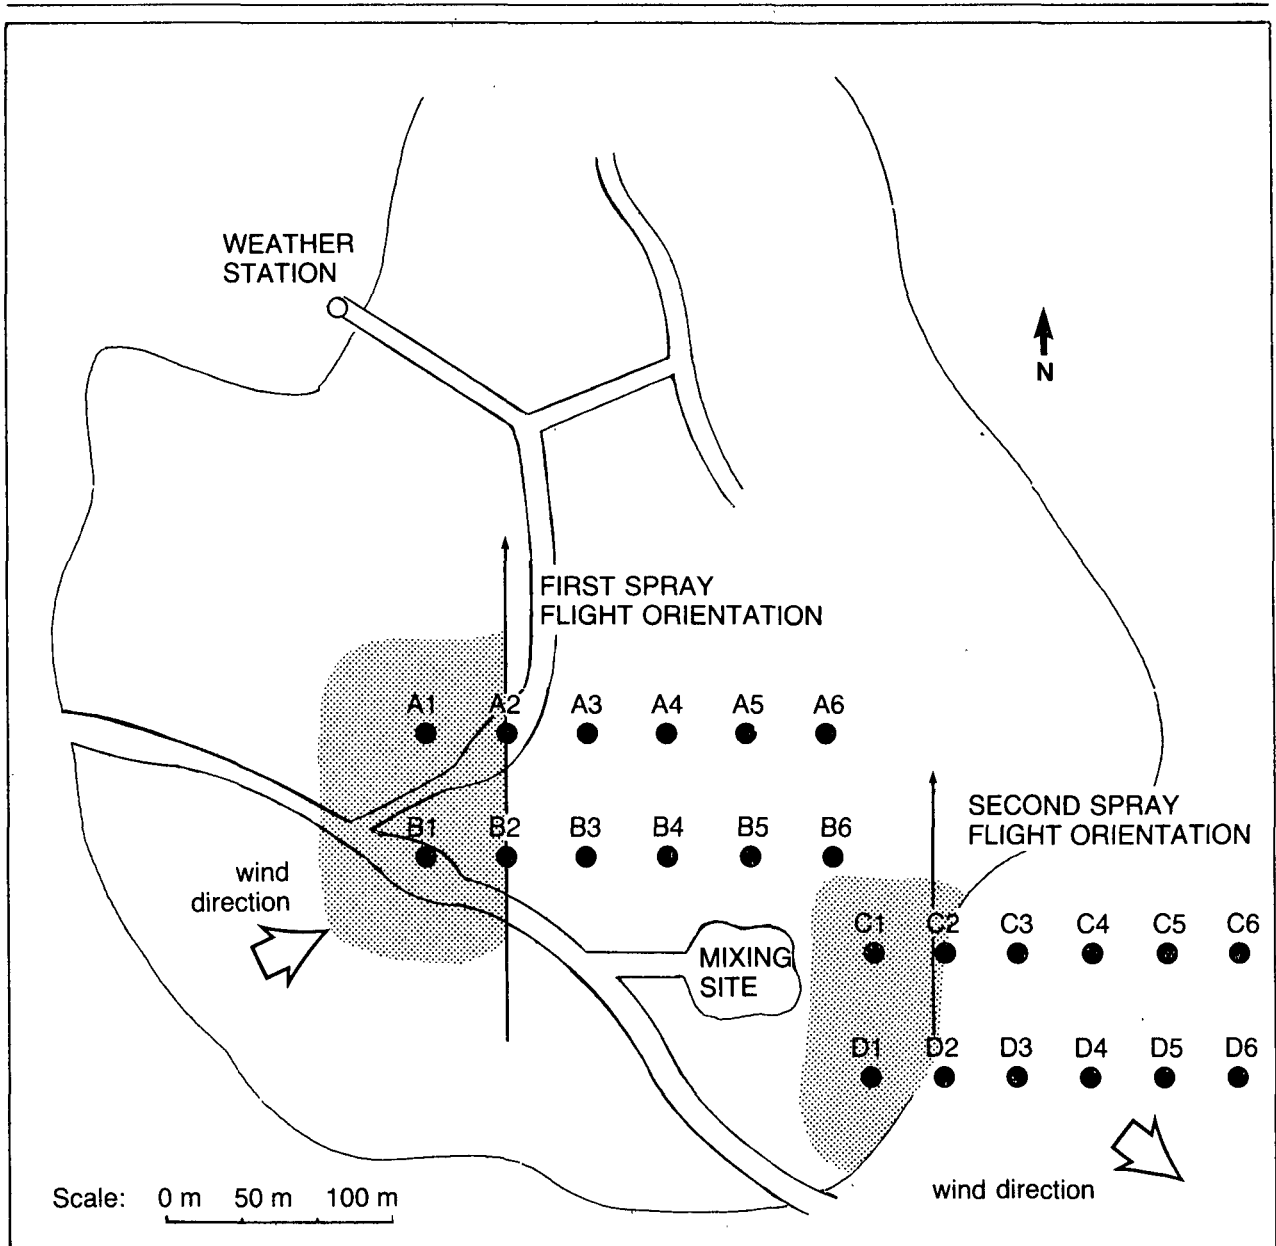 WEATHER
STATION
N
FIRST SPRAY
FLIGHT ORIENTATION
A1 A2 A3 A4 A5 A6
SECOND SPRAY
FLIGHT ORIENTATION
B1 B2 B3 B4 B5 B6
wind
direction
C1 C2 C3 C4 C5 C6
MIXING
SITE
D1 D2 D3 D4 D5 D6
Scale: 0 m 50 m 100 m
wind direction